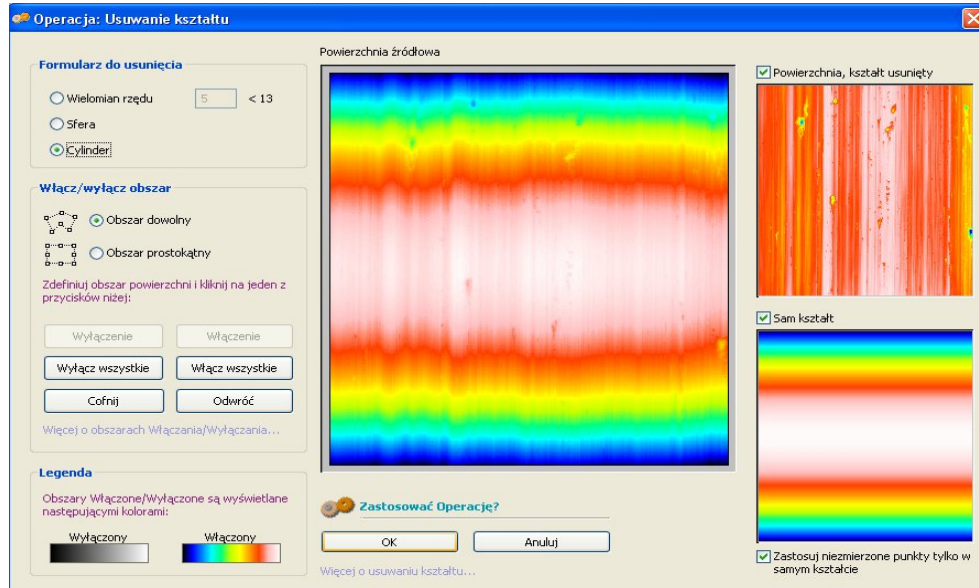 Operacja: Usuwanie kształtu
Formularz do usunięcia
Wielomian rzędu 5 < 13
Sfera
Cylinder
Włącz/wyłącz obszar
Obszar dowolny
Obszar prostokątny
Zdefiniuj obszar powierzchni i kliknij na jeden z
przycisków niżej:
Wyłączenie Włączenie
Wyłącz wszystkie Włącz wszystkie
Cofnij Odwróć
Więcej o obszarach Włączania/Wyłączania...
Legenda
Obszary Włączone/Wyłączone są wyświetlane
następującymi kolorami:
Wyłączony Włączony
Powierzchnia źródłowa
Zastosować Operację?
OK Anuluj
Więcej o usuwaniu kształtu...
Powierzchnia, kształt usunięty
Sam kształt
Zastosuj niezmierzone punkty tylko w
samym kształcie